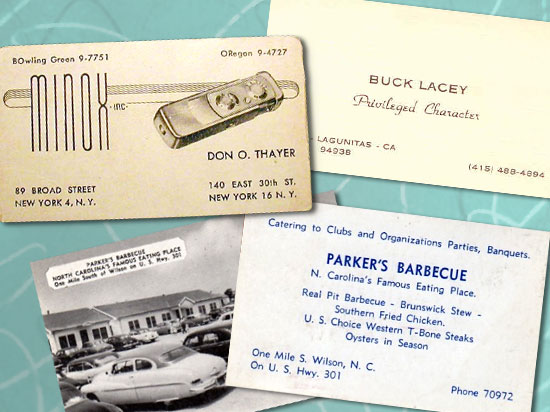 BOwling Green 9-7751
ORegon 9-4727
MINOX INC.
DON O. THAYER
89 BROAD STREET
NEW YORK 4, N. Y.
140 EAST 30th ST.
NEW YORK 16 N. Y.
BUCK LACEY
Privileged Character
LAGUNITAS - CA
94938
(415) 488-4894
PARKER'S BARBECUE
NORTH CAROLINA'S FAMOUS EATING PLACE
One Mile South of Wilson on U. S. Hwy. 301
Catering to Clubs and Organizations Parties, Banquets.
PARKER'S BARBECUE
N. Carolina's Famous Eating Place.
Real Pit Barbecue - Brunswick Stew -
Southern Fried Chicken.
U. S. Choice Western T-Bone Steaks
Oysters in Season
One Mile S. Wilson, N. C.
On U. S. Hwy. 301
Phone 70972